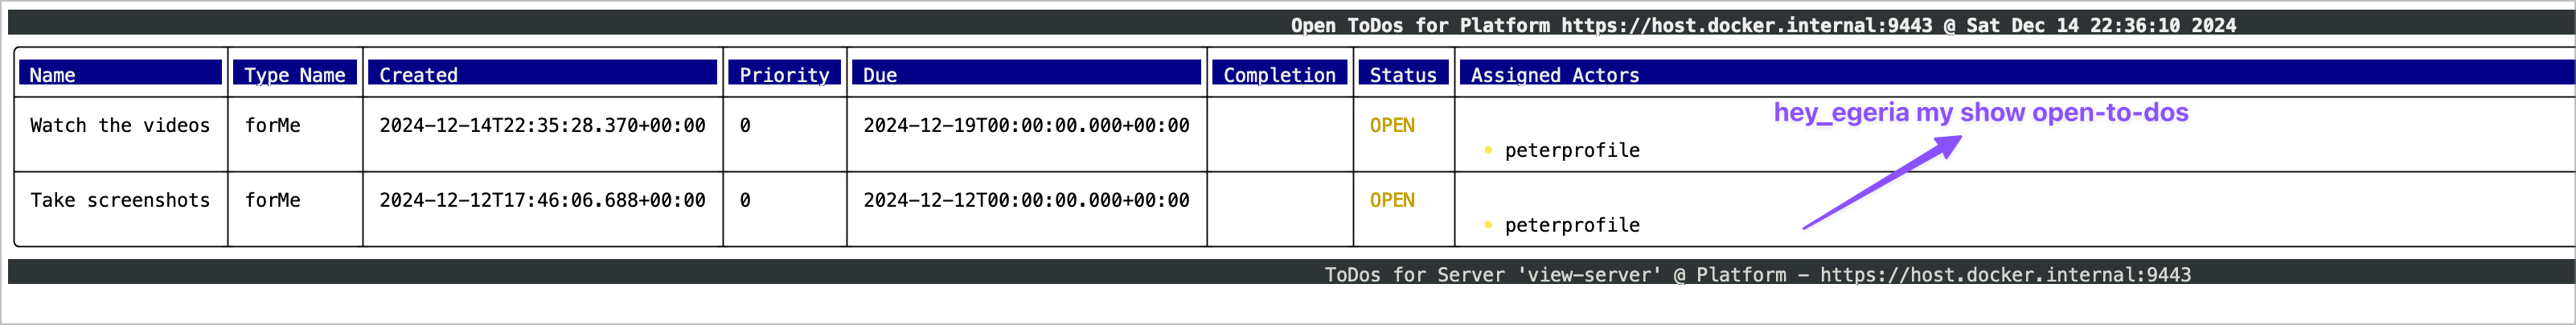 Open ToDos for Platform https://host.docker.internal:9443 @ Sat Dec 14 22:36:10 2024
Name Type Name Created Priority Due Completion Status Assigned Actors
hey_egeria my show open-to-dos
Watch the videos forMe 2024-12-14T22:35:28.370+00:00 0 2024-12-19T00:00:00.000+00:00 OPEN
• peterprofile
Take screenshots forMe 2024-12-12T17:46:06.688+00:00 0 2024-12-12T00:00:00.000+00:00 OPEN
• peterprofile
ToDos for Server 'view-server' @ Platform - https://host.docker.internal:9443